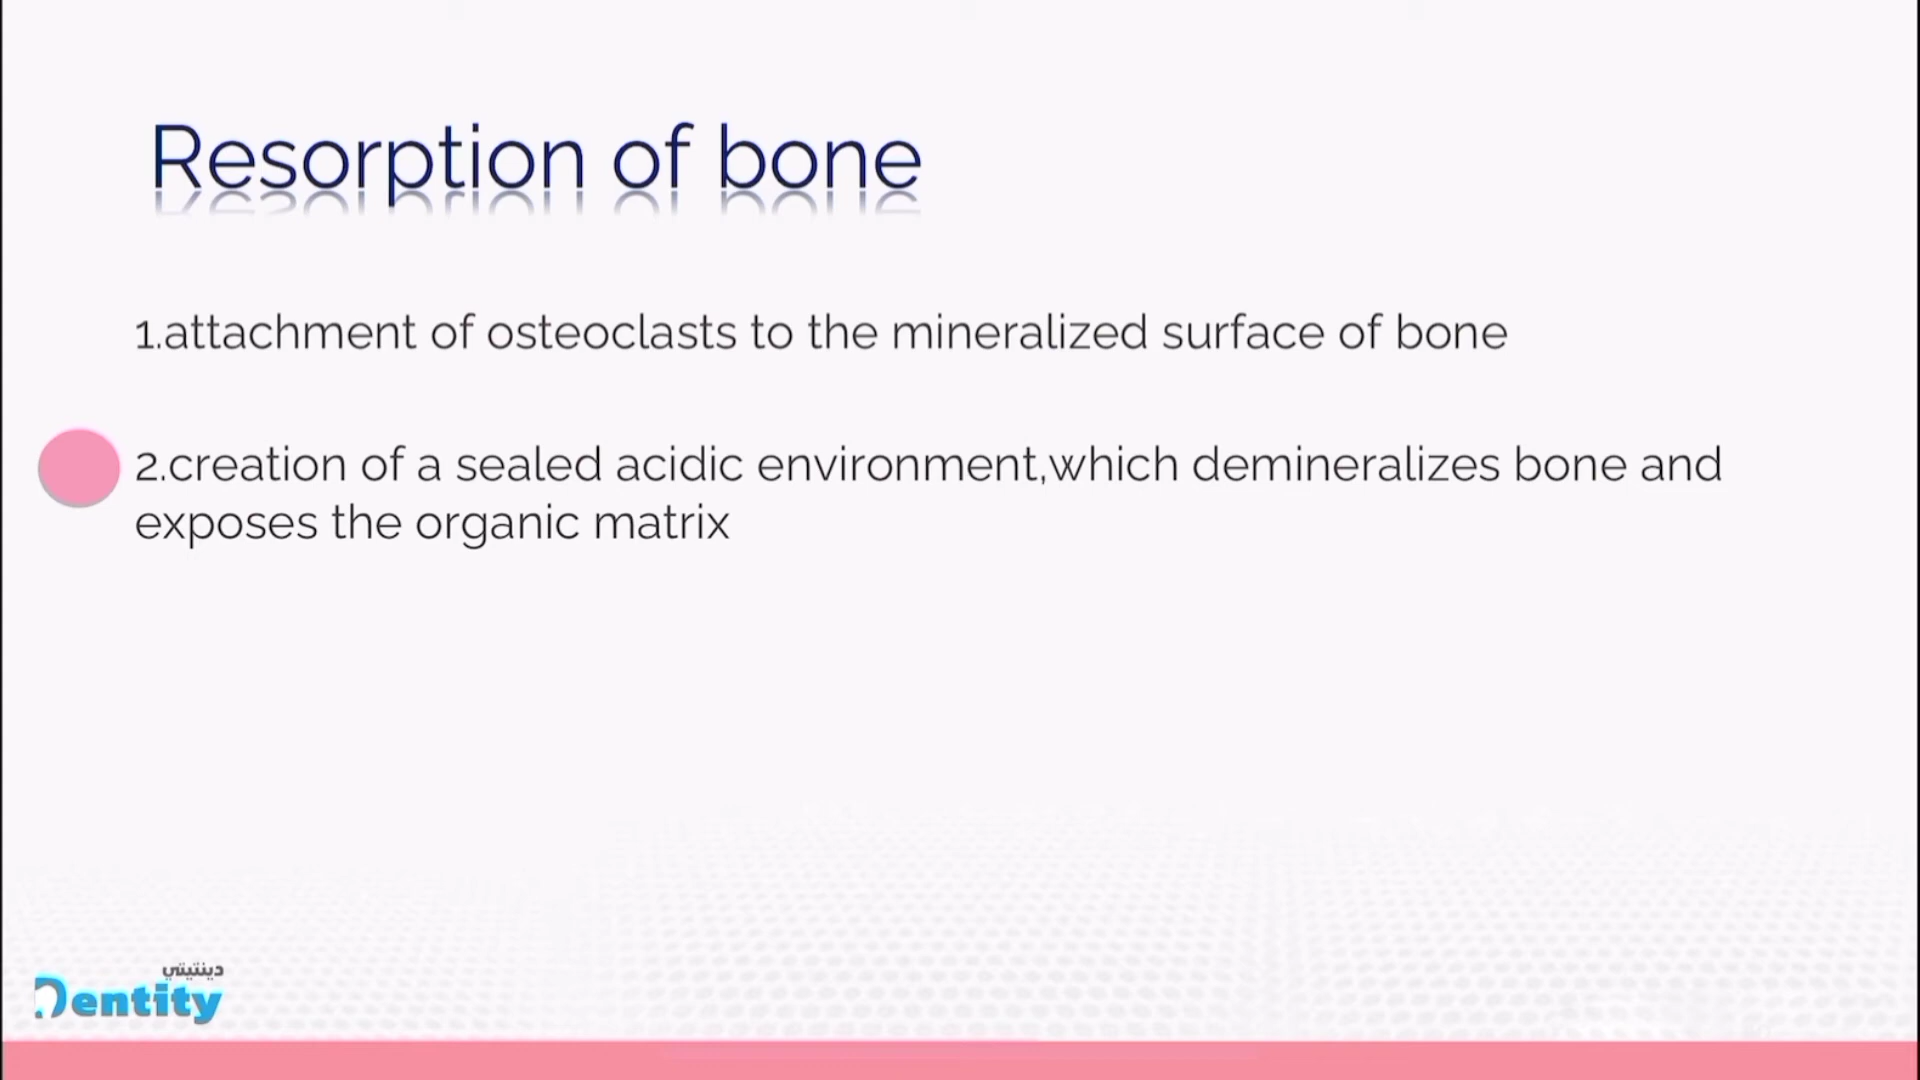 Resorption of bone
1.attachment of osteoclasts to the mineralized surface of bone
2.creation of a sealed acidic environment,which demineralizes bone and
exposes the organic matrix
دينتيتي
Dentity